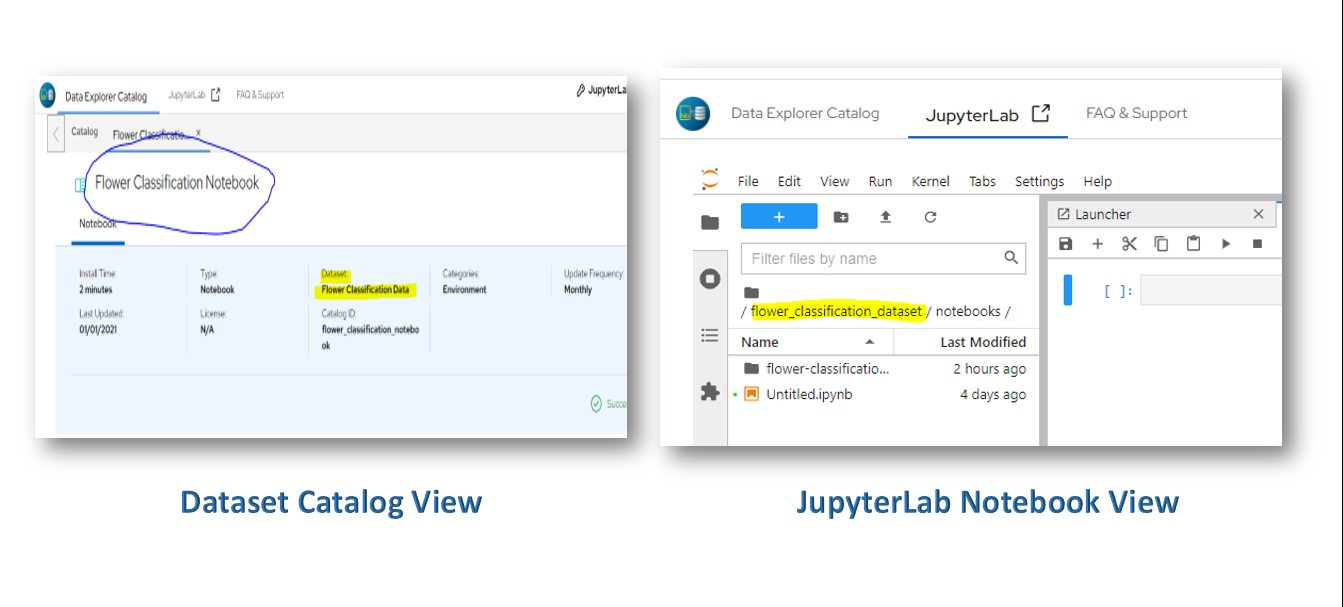 Data Explorer Catalog JupyterLab FAQ & Support JupyterLa
Catalog Flower Classificatio... x
Flower Classification Notebook
Notebook
Install Time: Type: Dataset: Categories: Update Frequency:
2 minutes Notebook Flower Classification Data Environment Monthly
Last Updated: License: Catalog ID:
01/01/2021 N/A flower_classification_notebo
ok
Succe
Dataset Catalog View
Data Explorer Catalog JupyterLab FAQ & Support
File Edit View Run Kernel Tabs Settings Help
+ Launcher
Filter files by name
[ ]:
/ flower_classification_dataset / notebooks /
Name Last Modified
flower-classificatio... 2 hours ago
Untitled.ipynb 4 days ago
JupyterLab Notebook View